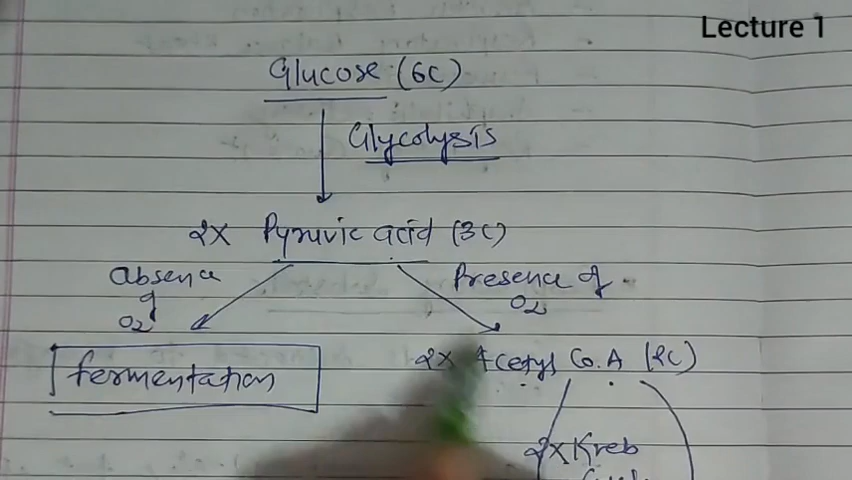 Lecture 1
Glucose (6C)
Glycolysis
2X Pyruvic acid (3C)
Absence of O2
Presence of O2
2X Acetyl Co.A (2C)
fermentation
2X Kreb